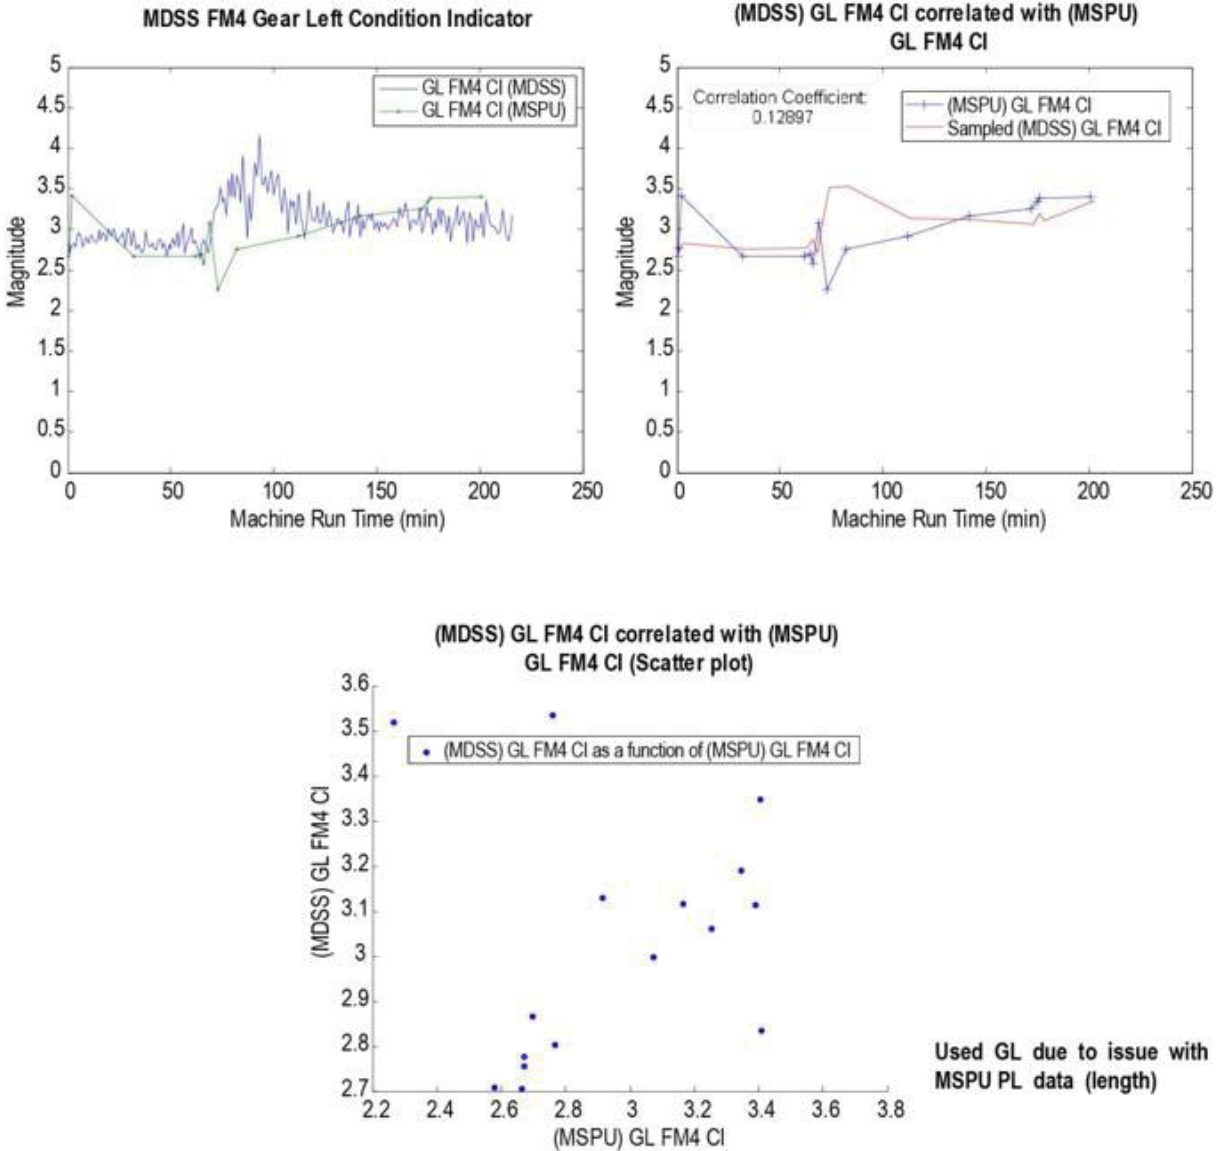 MDSS FM4 Gear Left Condition Indicator
5
4.5
4
3.5
3
2.5
2
1.5
1
0.5
0
Magnitude
GL FM4 CI (MDSS)
GL FM4 CI (MSPU)
0 50 100 150 200 250
Machine Run Time (min)
(MDSS) GL FM4 CI correlated with (MSPU)
GL FM4 CI
5
4.5
4
3.5
3
2.5
2
1.5
1
0.5
0
Magnitude
Correlation Coefficient:
0.12897
(MSPU) GL FM4 CI
Sampled (MDSS) GL FM4 CI
0 50 100 150 200 250
Machine Run Time (min)
(MDSS) GL FM4 CI correlated with (MSPU)
GL FM4 CI (Scatter plot)
3.6
3.5
3.4
3.3
3.2
3.1
3
2.9
2.8
2.7
(MDSS) GL FM4 CI
(MDSS) GL FM4 CI as a function of (MSPU) GL FM4 CI
2.2 2.4 2.6 2.8 3 3.2 3.4 3.6 3.8
(MSPU) GL FM4 CI
Used GL due to issue with
MSPU PL data (length)